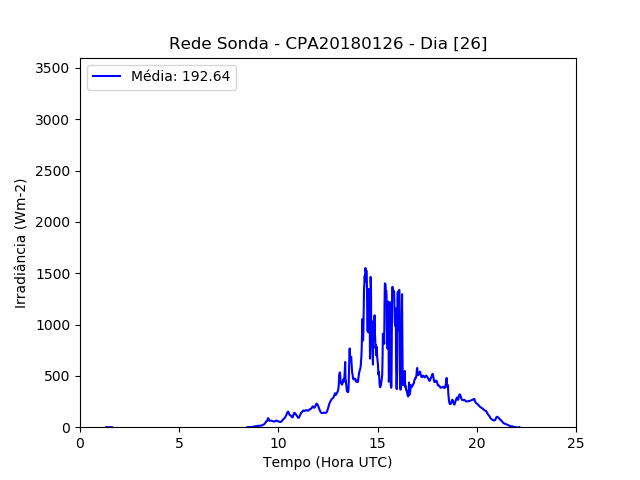 Rede Sonda - CPA20180126 - Dia [26]
Média: 192.64
Irradiância (Wm-2)
3500
3000
2500
2000
1500
1000
500
0
0 5 10 15 20 25
Tempo (Hora UTC)